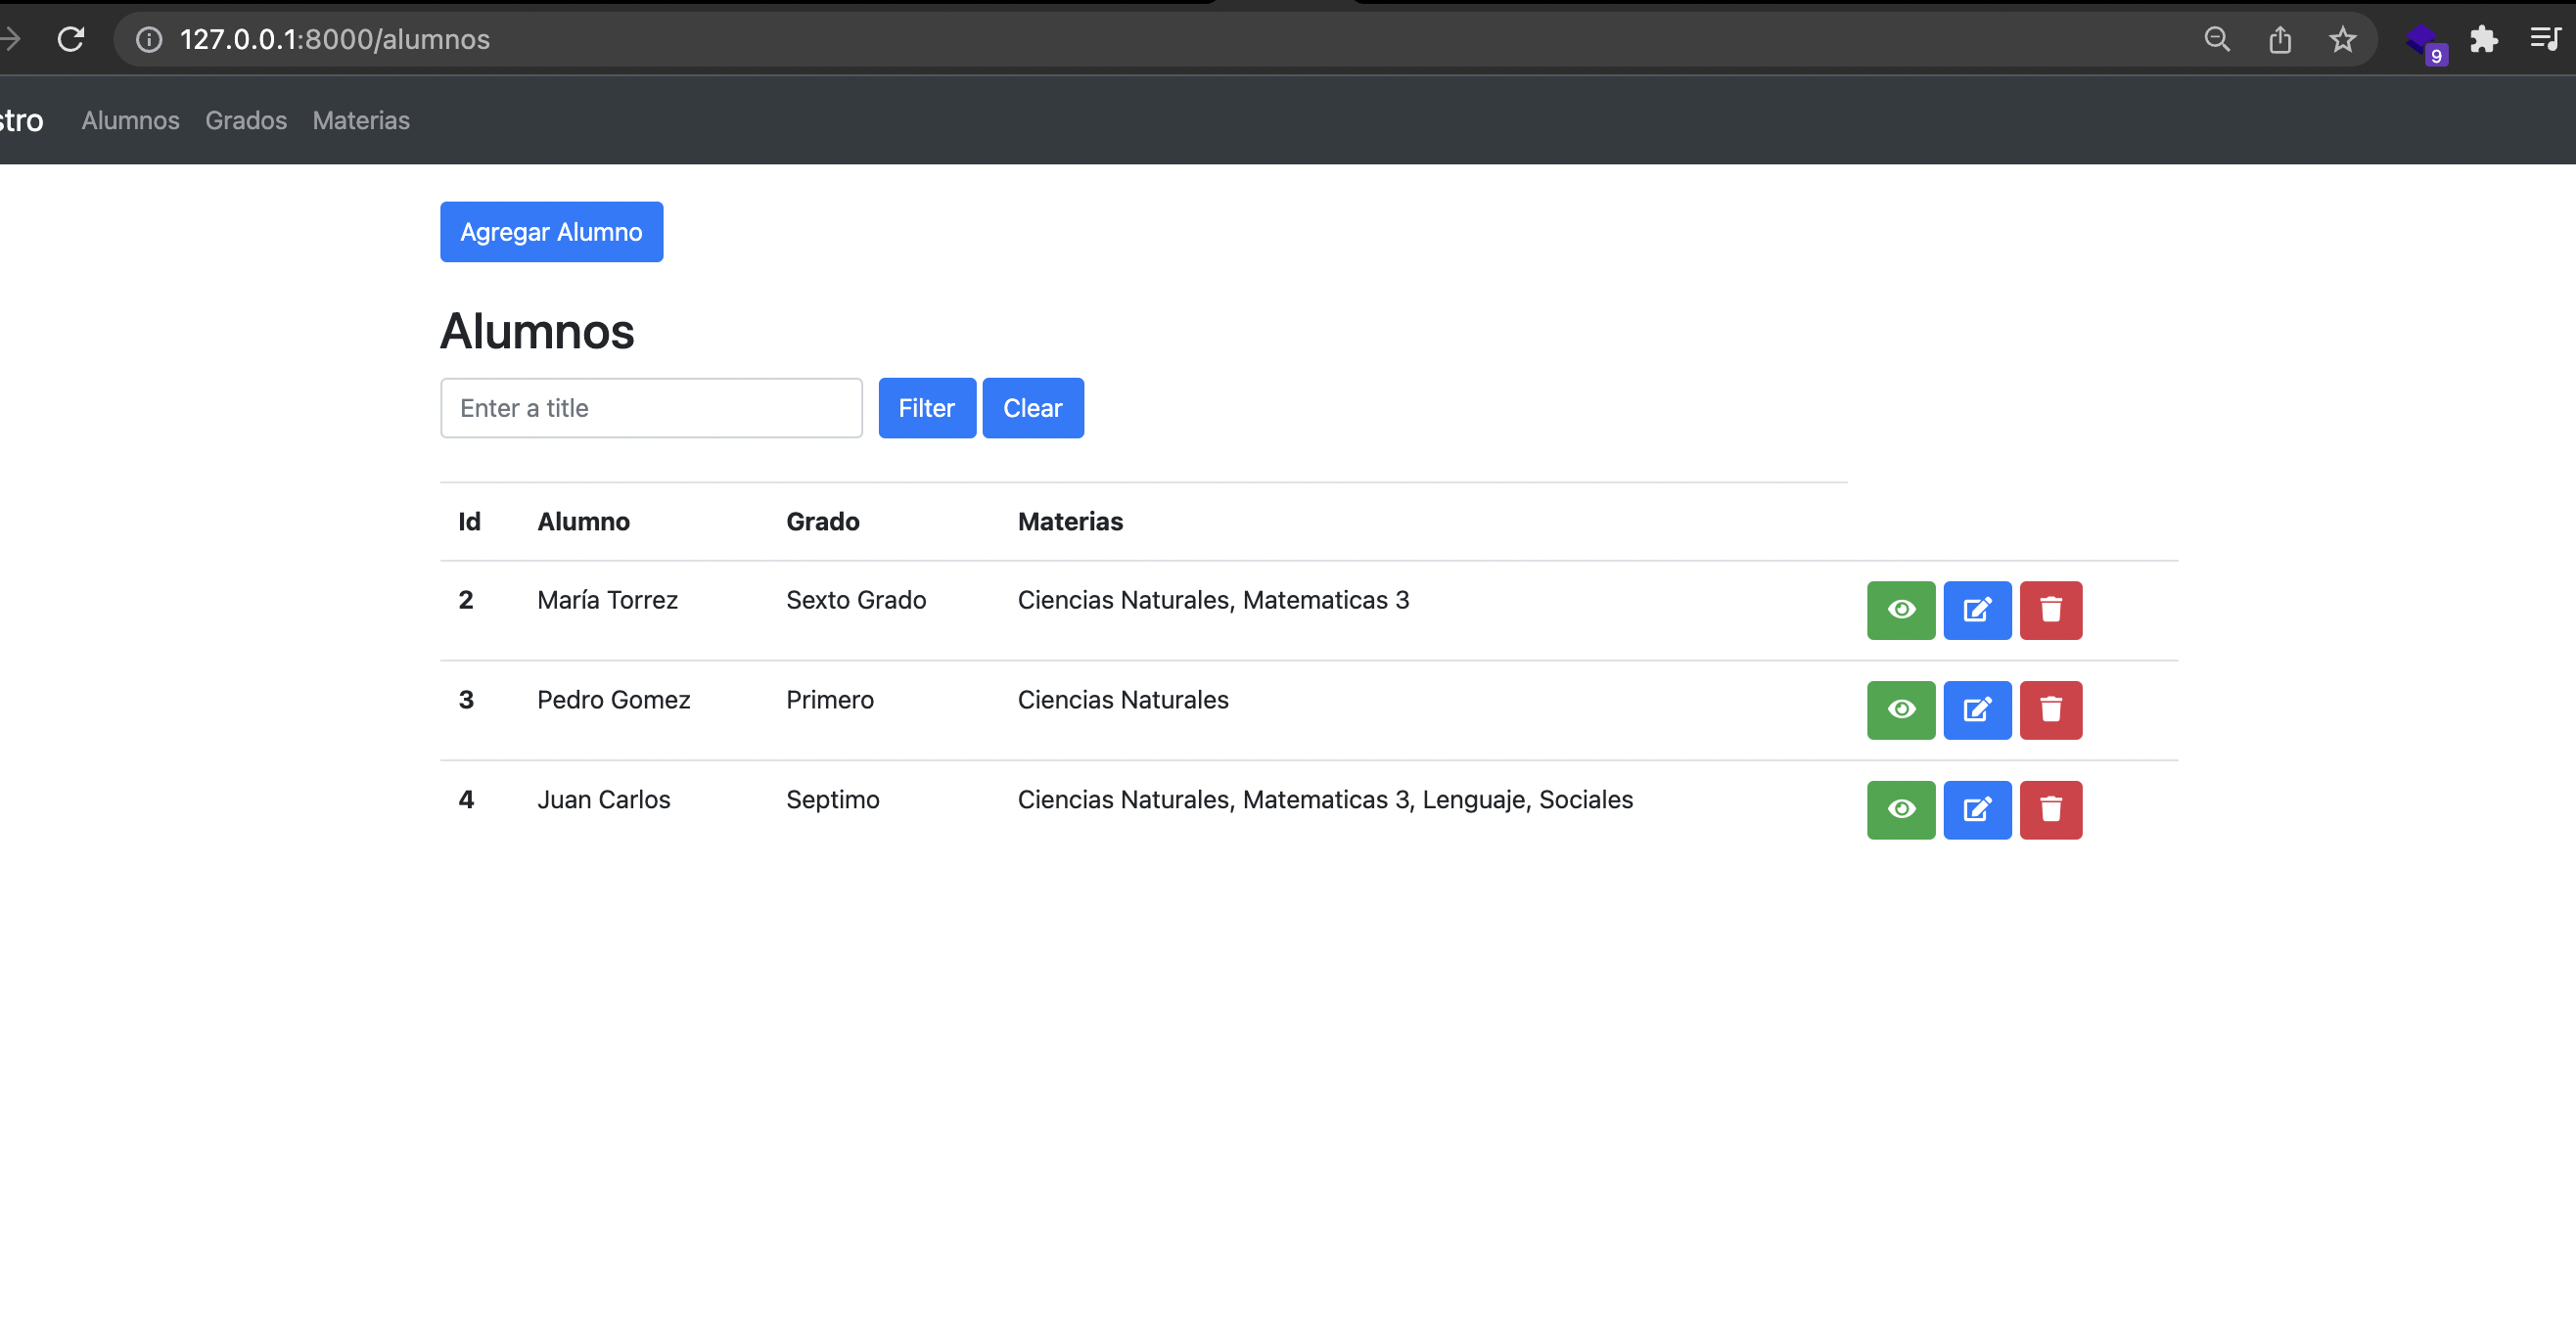 127.0.0.1:8000/alumnos
9
stro Alumnos Grados Materias
Agregar Alumno
Alumnos
Enter a title Filter Clear
Id Alumno Grado Materias
2 María Torrez Sexto Grado Ciencias Naturales, Matematicas 3
3 Pedro Gomez Primero Ciencias Naturales
4 Juan Carlos Septimo Ciencias Naturales, Matematicas 3, Lenguaje, Sociales